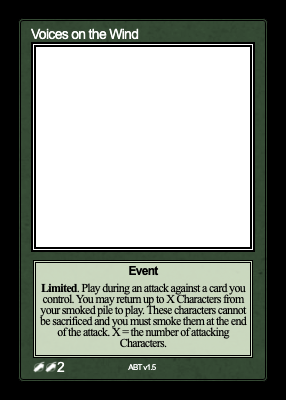 Voices on the Wind
Event
Limited. Play during an attack against a card you
control. You may return up to X Characters from
your smoked pile to play. These characters cannot
be sacrificed and you must smoke them at the end
of the attack. X = the number of attacking
Characters.
2
ABT v1.5